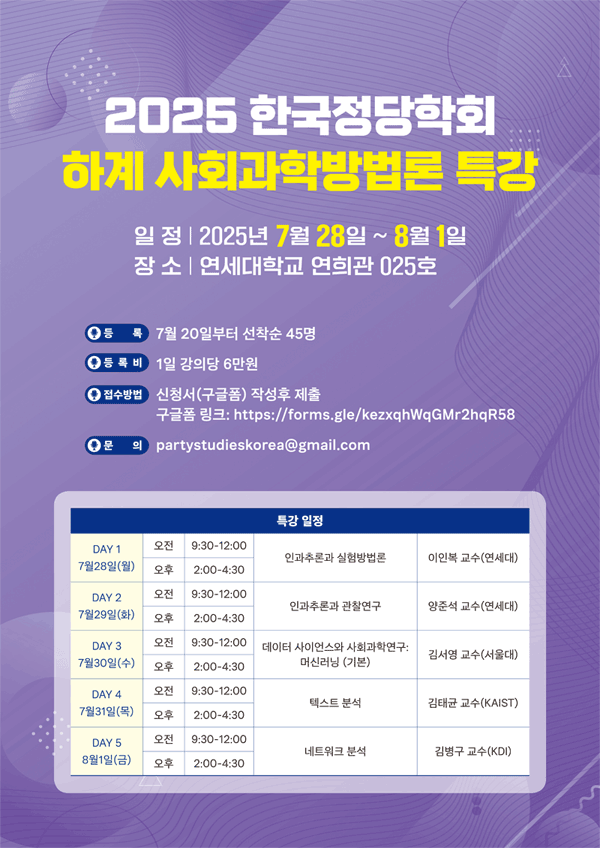 2025 한국정당학회
하계 사회과학방법론 특강
일 정 | 2025년 7월 28일 ~ 8월 1일
장 소 | 연세대학교 연희관 025호
등 록 7월 20일부터 선착순 45명
등 록 비 1일 강의당 6만원
접수방법 신청서(구글폼) 작성후 제출
구글폼 링크: https://forms.gle/kezxqhWqGMr2hqR58
문 의 partystudieskorea@gmail.com
특강 일정
DAY 1
7월28일(월)
오전 9:30-12:00
오후 2:00-4:30
인과추론과 실험방법론
이인복 교수(연세대)
DAY 2
7월29일(화)
오전 9:30-12:00
오후 2:00-4:30
인과추론과 관찰연구
양준석 교수(연세대)
DAY 3
7월30일(수)
오전 9:30-12:00
오후 2:00-4:30
데이터 사이언스와 사회과학연구:
머신러닝 (기본)
김서영 교수(서울대)
DAY 4
7월31일(목)
오전 9:30-12:00
오후 2:00-4:30
텍스트 분석
김태균 교수(KAIST)
DAY 5
8월1일(금)
오전 9:30-12:00
오후 2:00-4:30
네트워크 분석
김병구 교수(KDI)